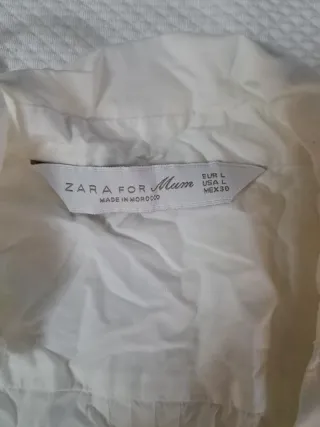 ZARA FOR Mum
MADE IN MOROCCO
EUR L
USA L
MEX 30